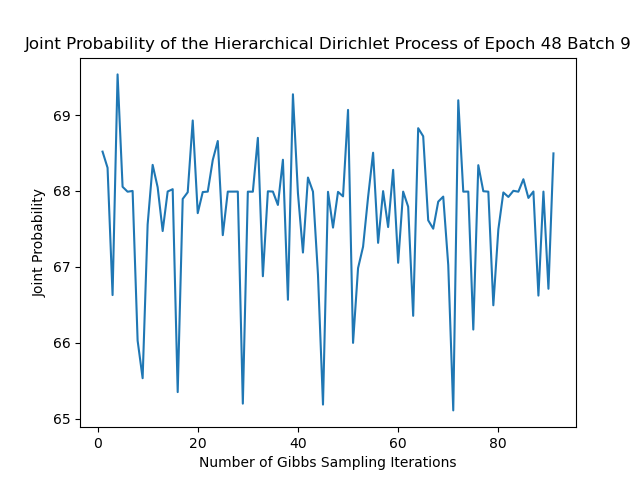 Joint Probability of the Hierarchical Dirichlet Process of Epoch 48 Batch 9
69
68
67
66
65
Joint Probability
0 20 40 60 80
Number of Gibbs Sampling Iterations